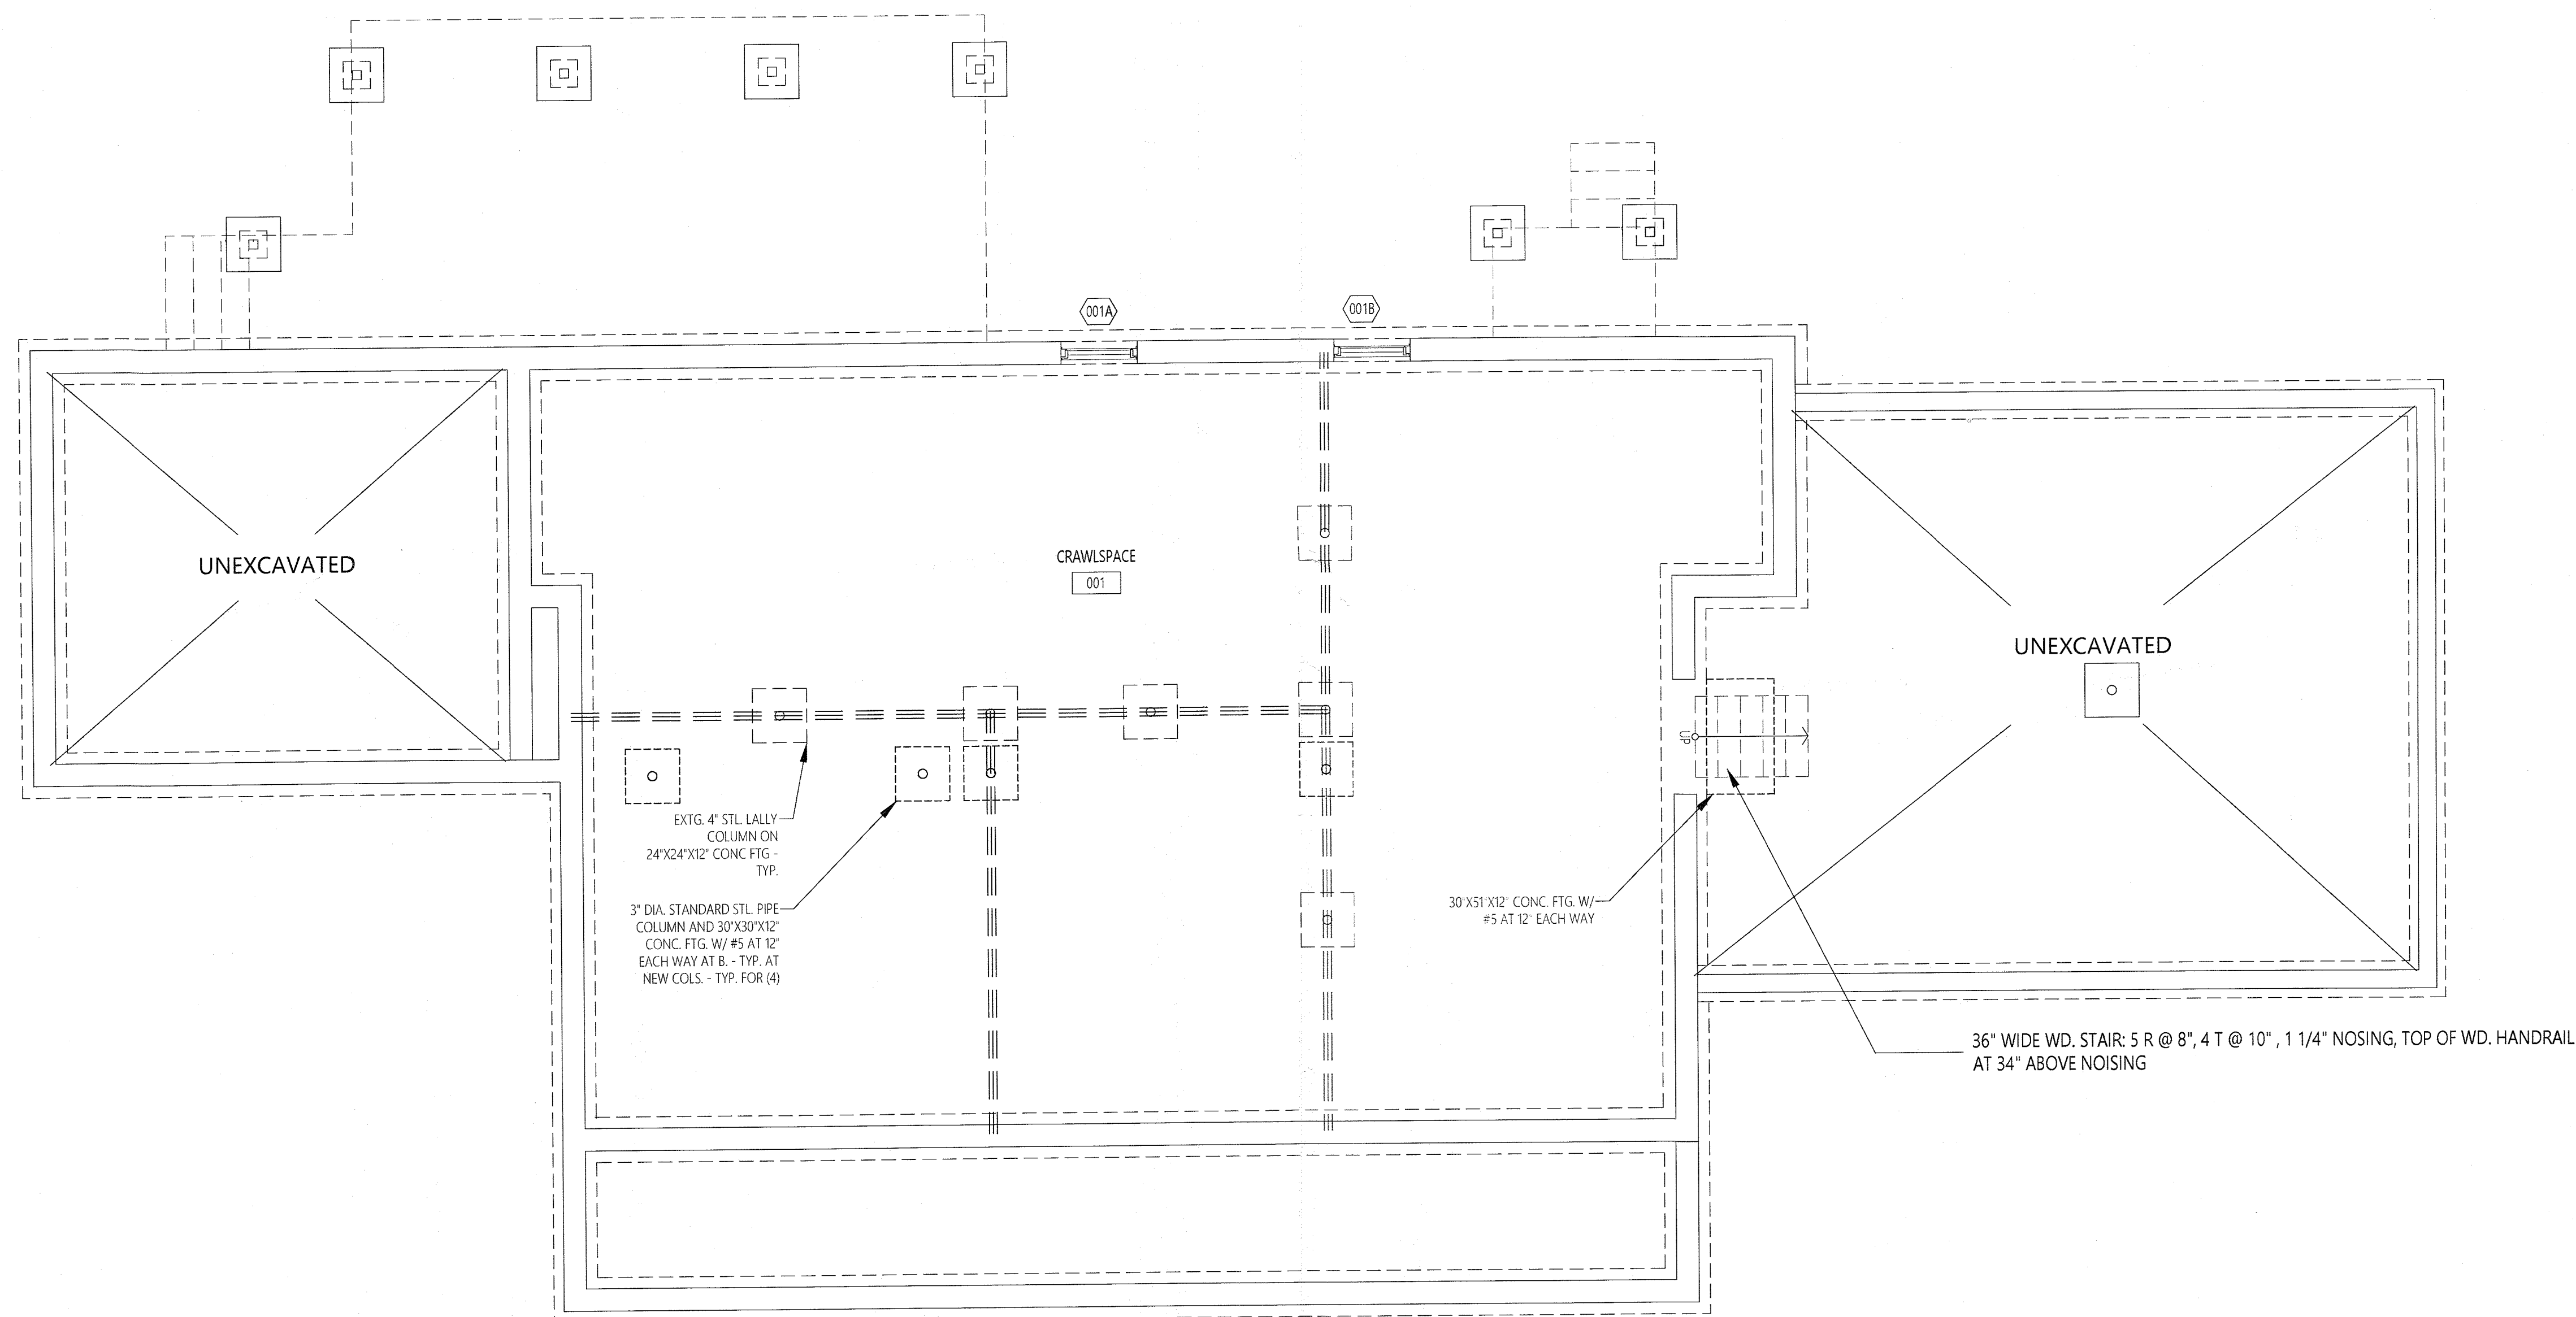 001A
001B
UNEXCAVATED
CRAWLSPACE
001
UNEXCAVATED
UP
EXTG. 4" STL. LALLY
COLUMN ON
24"X24"X12" CONC FTG -
TYP.
3" DIA. STANDARD STL. PIPE
COLUMN AND 30"X30"X12"
CONC. FTG. W/ #5 AT 12"
EACH WAY AT B. - TYP. AT
NEW COLS. - TYP. FOR (4)
30"X51"X12" CONC. FTG. W/
#5 AT 12" EACH WAY
36" WIDE WD. STAIR: 5 R @ 8", 4 T @ 10" , 1 1/4" NOSING, TOP OF WD. HANDRAIL
AT 34" ABOVE NOISING